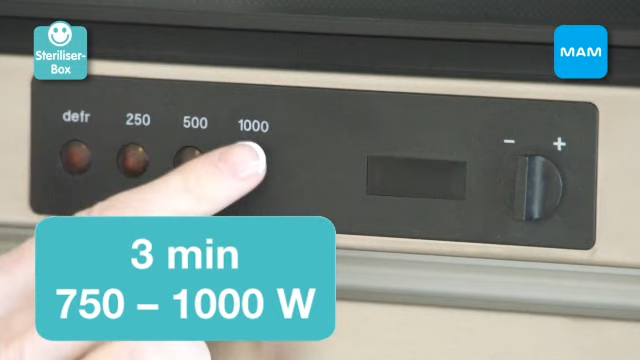 Steriliser-
Box
MAM
defr 250 500 1000
− +
3 min
750 – 1000 W